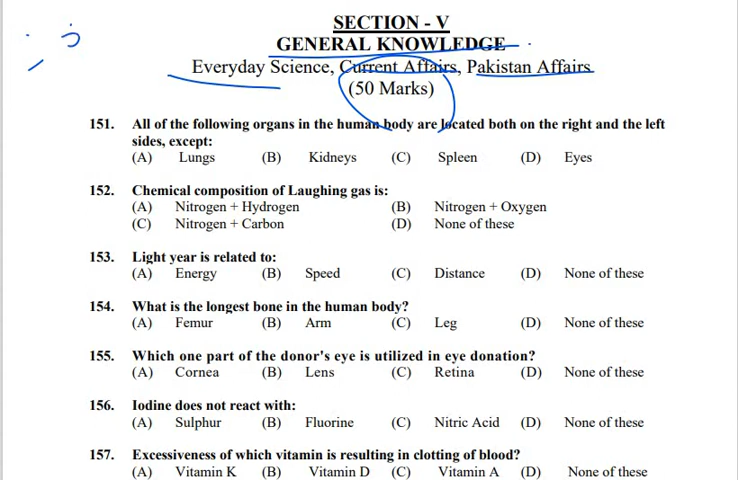 SECTION - V
GENERAL KNOWLEDGE
Everyday Science, Current Affairs, Pakistan Affairs
(50 Marks)
151. All of the following organs in the human body are located both on the right and the left
sides, except:
(A) Lungs (B) Kidneys (C) Spleen (D) Eyes
152. Chemical composition of Laughing gas is:
(A) Nitrogen + Hydrogen (B) Nitrogen + Oxygen
(C) Nitrogen + Carbon (D) None of these
153. Light year is related to:
(A) Energy (B) Speed (C) Distance (D) None of these
154. What is the longest bone in the human body?
(A) Femur (B) Arm (C) Leg (D) None of these
155. Which one part of the donor's eye is utilized in eye donation?
(A) Cornea (B) Lens (C) Retina (D) None of these
156. Iodine does not react with:
(A) Sulphur (B) Fluorine (C) Nitric Acid (D) None of these
157. Excessiveness of which vitamin is resulting in clotting of blood?
(A) Vitamin K (B) Vitamin D (C) Vitamin A (D) None of these